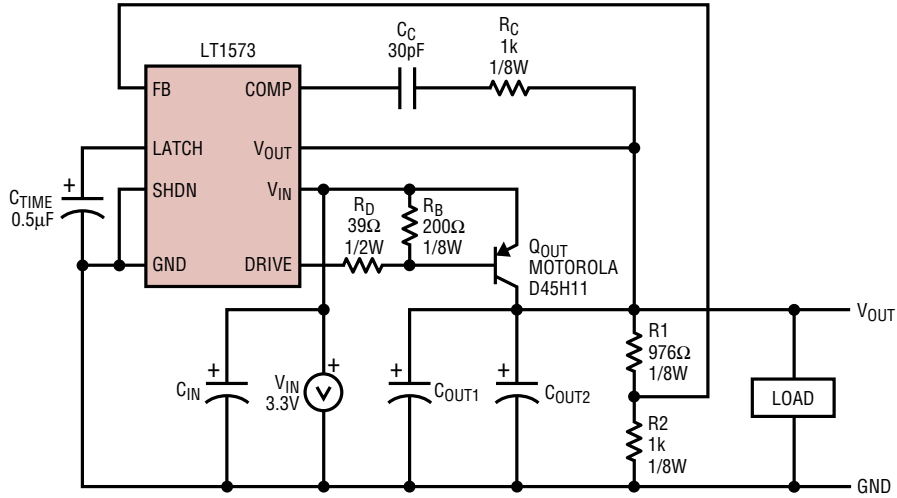 LT1573
C_C
30pF
R_C
1k
1/8W
FB
COMP
LATCH
V_OUT
SHDN
V_IN
GND
DRIVE
+
C_TIME
0.5µF
R_D
39Ω
1/2W
R_B
200Ω
1/8W
Q_OUT
MOTOROLA
D45H11
V_OUT
+
C_IN
+
V_IN
3.3V
V
+
C_OUT1
+
C_OUT2
R1
976Ω
1/8W
R2
1k
1/8W
LOAD
GND